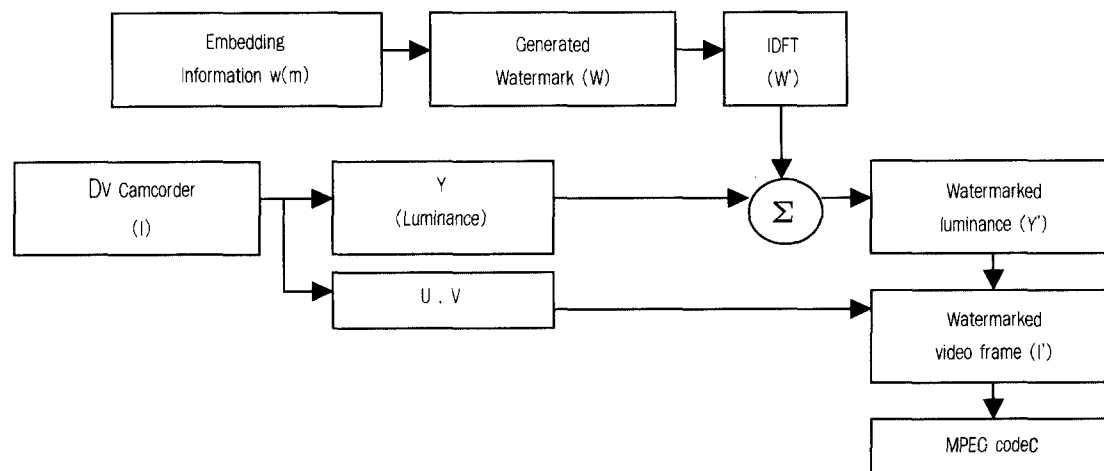 Embedding
Information w(m)
Generated
Watermark (W)
IDFT
(W')
DV Camcorder
(I)
Y
(Luminance)
Σ
Watermarked
luminance (Y')
U , V
Watermarked
video frame (I')
MPEG codeC